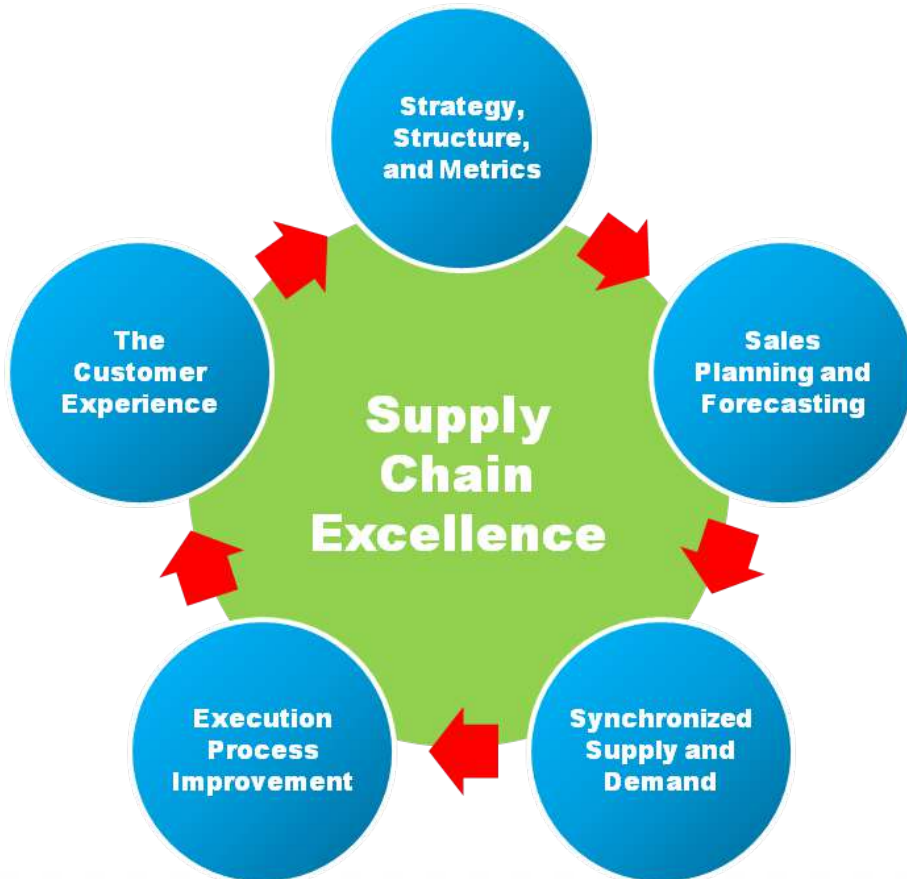 Strategy,
Structure,
and Metrics
Sales
Planning and
Forecasting
Synchronized
Supply and
Demand
Execution
Process
Improvement
The
Customer
Experience
Supply
Chain
Excellence